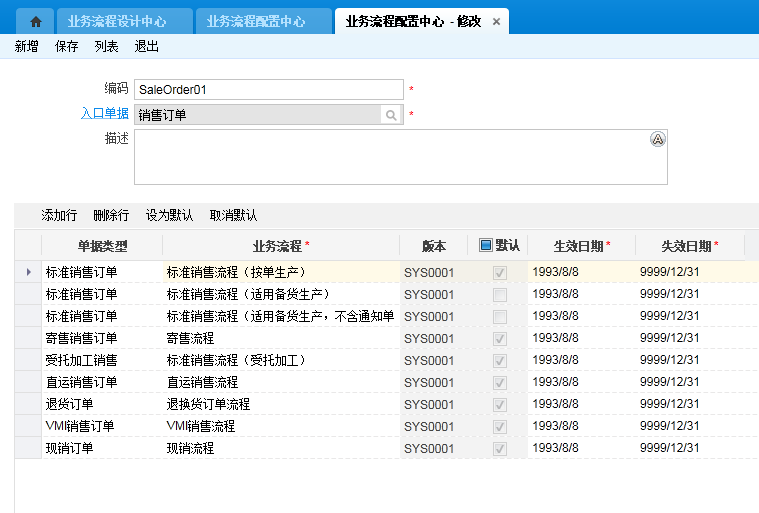 业务流程设计中心 业务流程配置中心 业务流程配置中心 - 修改 ×
新增 保存 列表 退出
编码 SaleOrder01 *
入口单据 销售订单 *
描述 A
添加行 删除行 设为默认 取消默认
单据类型 业务流程 * 版本 默认 生效日期 * 失效日期 *
标准销售订单 标准销售流程（按单生产） SYS0001 1993/8/8 9999/12/31
标准销售订单 标准销售流程（适用备货生产） SYS0001 1993/8/8 9999/12/31
标准销售订单 标准销售流程（适用备货生产，不含通知单 SYS0001 1993/8/8 9999/12/31
寄售销售订单 寄售流程 SYS0001 1993/8/8 9999/12/31
受托加工销售 标准销售流程（受托加工） SYS0001 1993/8/8 9999/12/31
直运销售订单 直运销售流程 SYS0001 1993/8/8 9999/12/31
退货订单 退换货订单流程 SYS0001 1993/8/8 9999/12/31
VMI销售订单 VMI销售流程 SYS0001 1993/8/8 9999/12/31
现销订单 现销流程 SYS0001 1993/8/8 9999/12/31